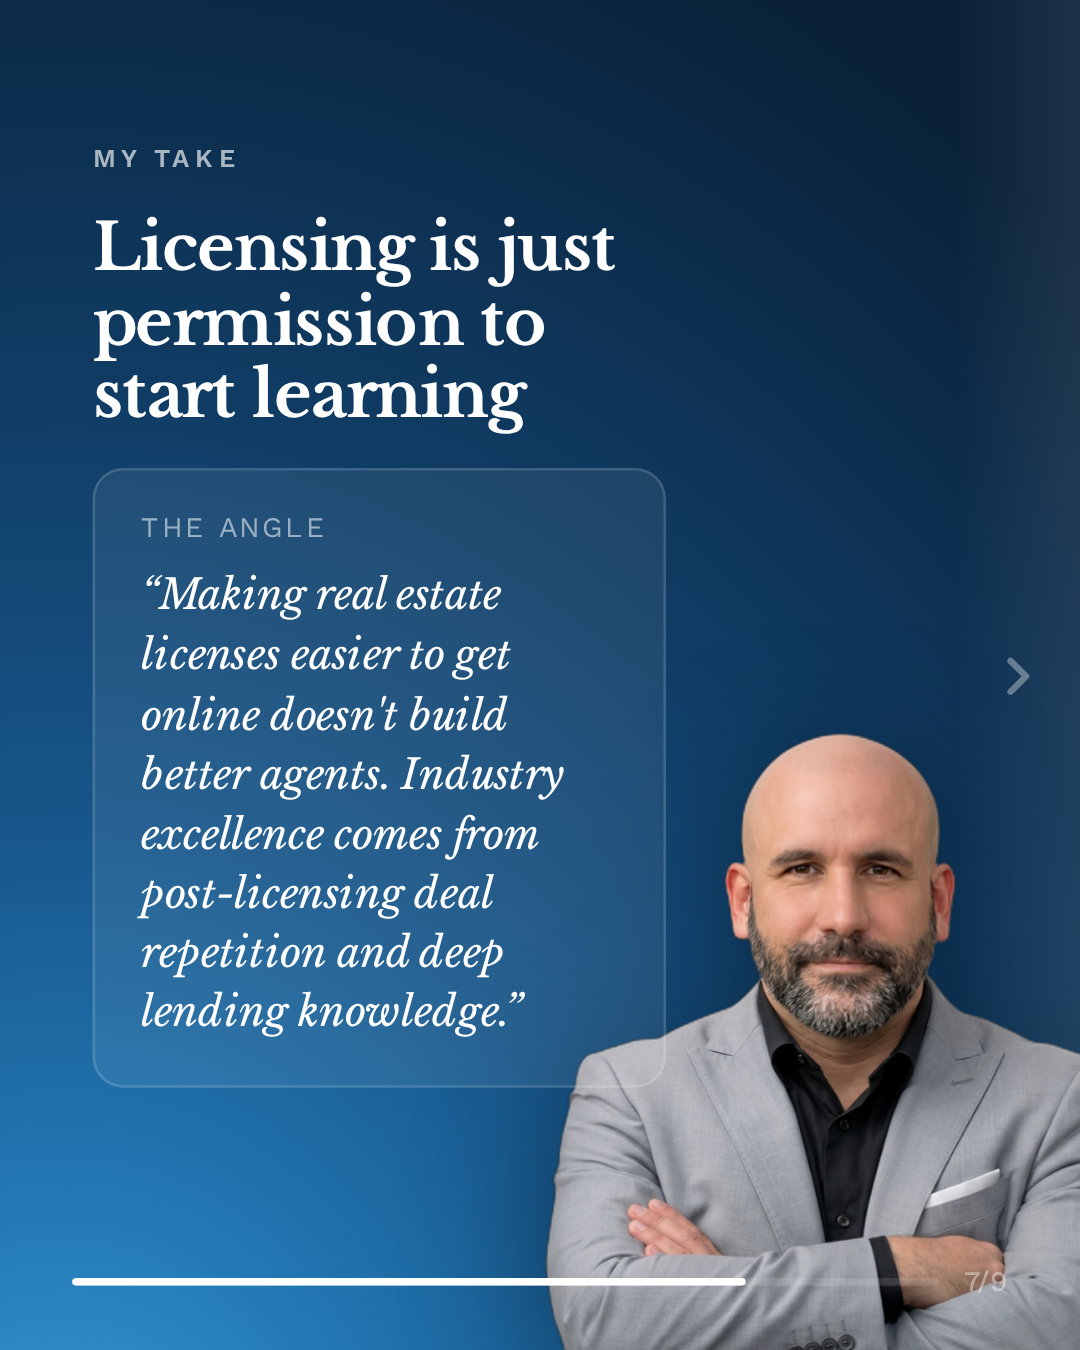 MY TAKE
Licensing is just
permission to
start learning
THE ANGLE
“Making real estate
licenses easier to get
online doesn't build
better agents. Industry
excellence comes from
post-licensing deal
repetition and deep
lending knowledge.”
7/9